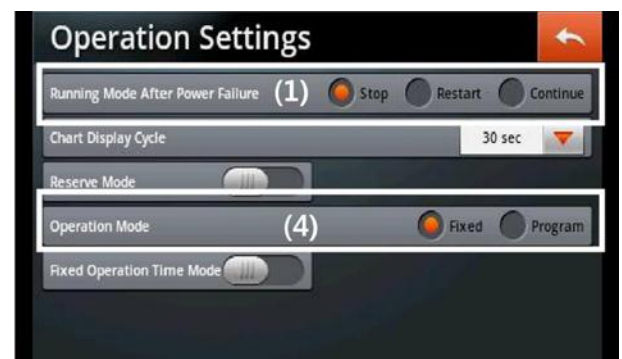 Operation Settings
Running Mode After Power Failure (1) Stop Restart Continue
Chart Display Cycle 30 sec
Reserve Mode
Operation Mode (4) Fixed Program
Fixed Operation Time Mode